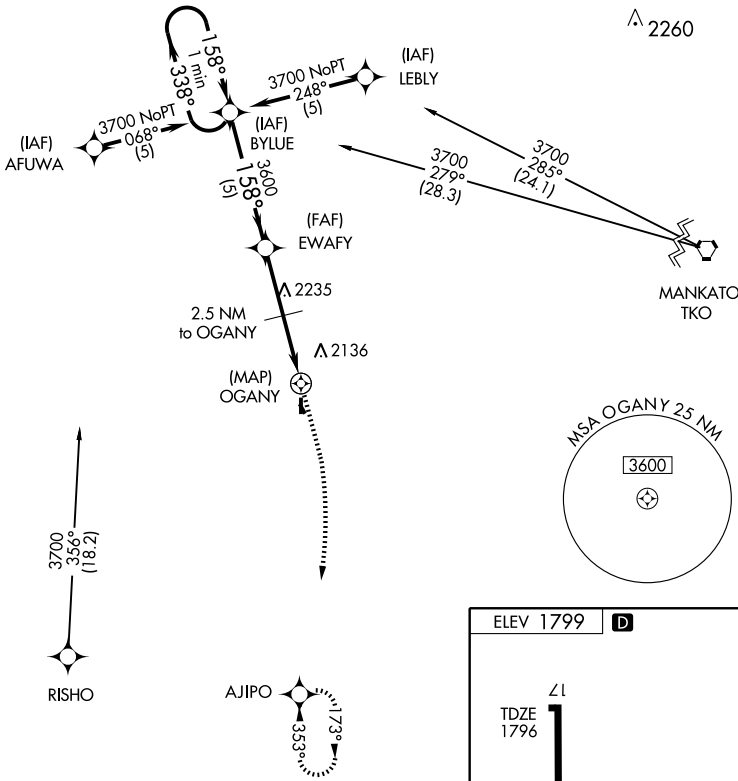 2260
158°
1 min
338°
(IAF)
LEBLY
3700 NoPT
248°
(5)
3700 NoPT
068°
(5)
(IAF)
AFUWA
(IAF)
BYLUE
3700
285°
(24.1)
3700
279°
(28.3)
3600
158°
(5)
(FAF)
EWAFY
MANKATO
TKO
2235
2.5 NM
to OGANY
2136
(MAP)
OGANY
MSA OGANY 25 NM
3600
3700
356°
(18.2)
RISHO
AJIPO
173°
353°
ELEV 1799
D
17
TDZE
1796